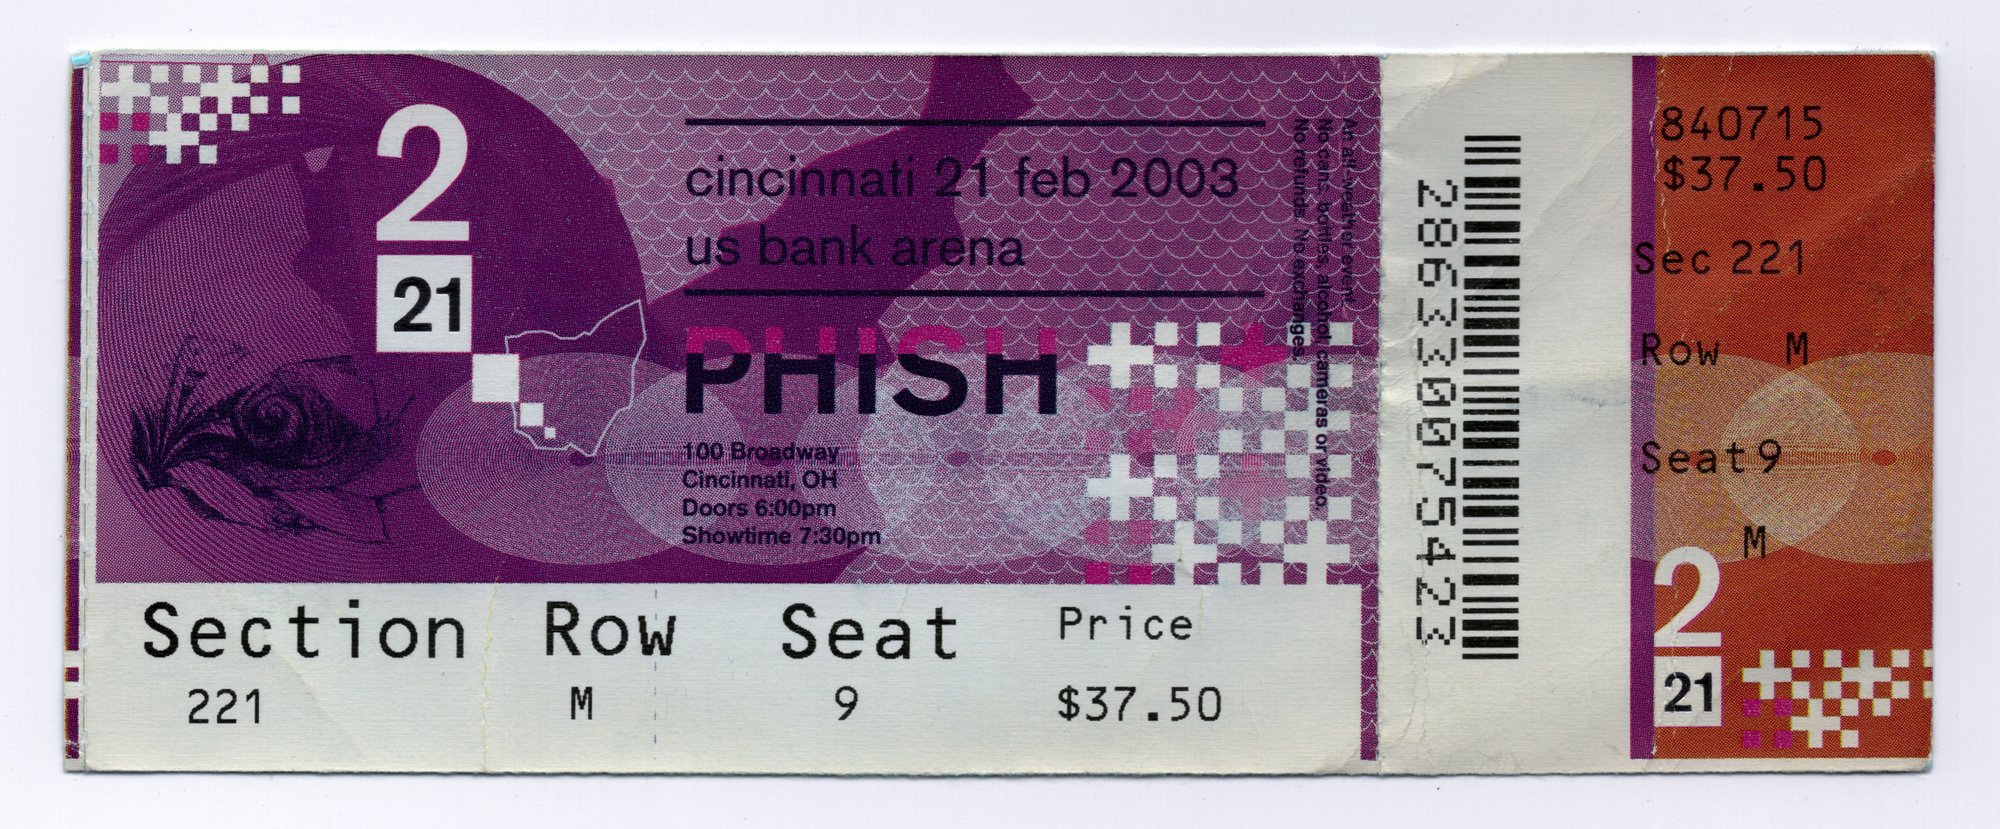 2
21
cincinnati 21 feb 2003
us bank arena
PHISH
100 Broadway
Cincinnati, OH
Doors 6:00pm
Showtime 7:30pm
An all-weather event.
No cans, bottles, alcohol, cameras or video.
No refunds. No exchanges.
Section Row Seat Price
221 M 9 $37.50
286330075423
840715
$37.50
Sec 221
Row M
Seat 9
M
2
21